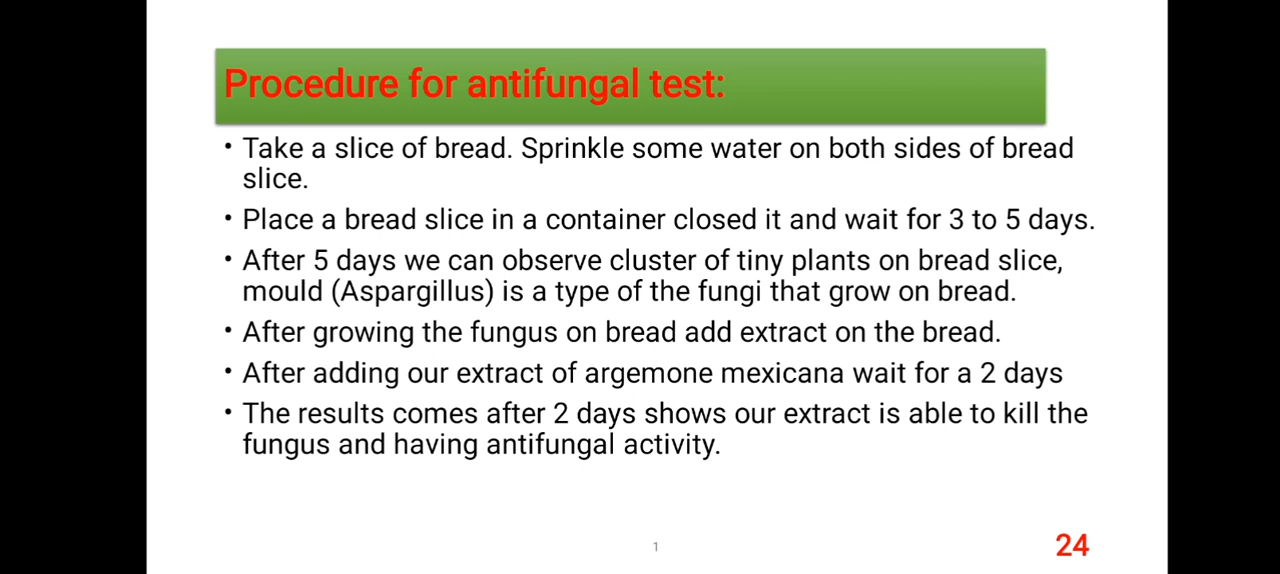 Procedure for antifungal test:
• Take a slice of bread. Sprinkle some water on both sides of bread
slice.
• Place a bread slice in a container closed it and wait for 3 to 5 days.
• After 5 days we can observe cluster of tiny plants on bread slice,
mould (Aspargillus) is a type of the fungi that grow on bread.
• After growing the fungus on bread add extract on the bread.
• After adding our extract of argemone mexicana wait for a 2 days
• The results comes after 2 days shows our extract is able to kill the
fungus and having antifungal activity.
1
24